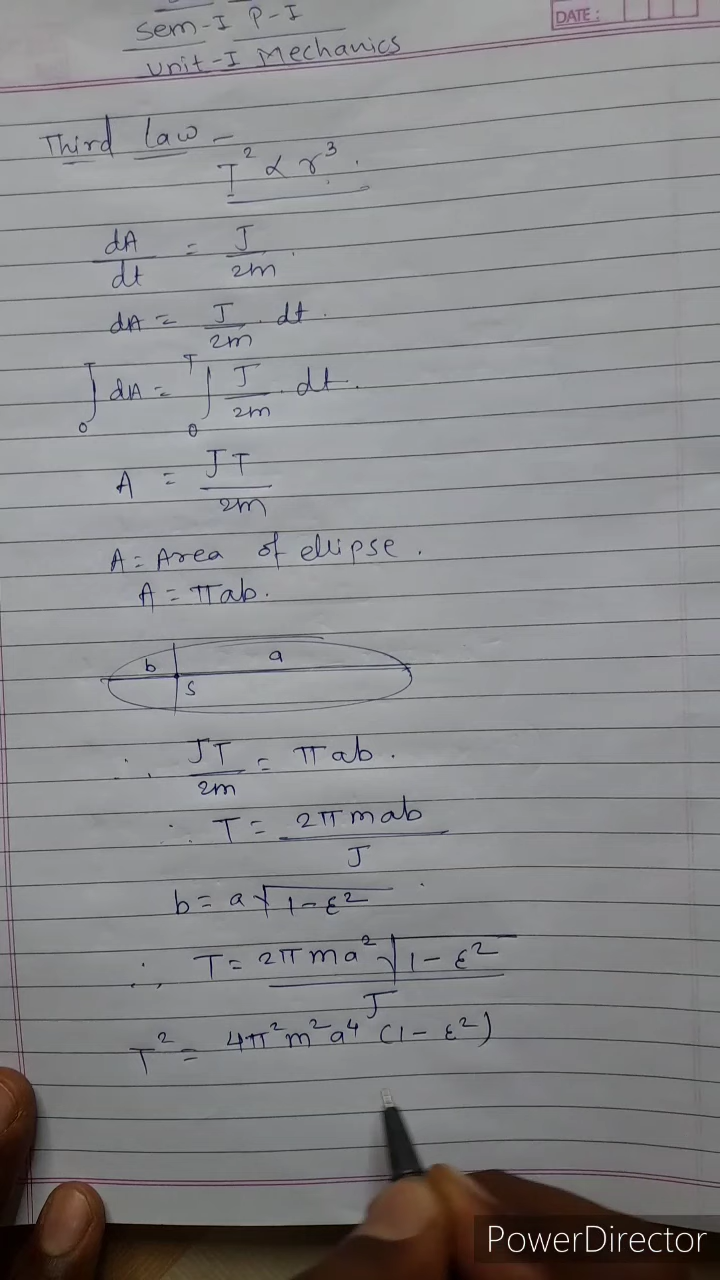 Sem-I P-I
DATE:
Unit-I Mechanics
Third law -
T² ∝ r³.
dA/dt = J/2m.
dA = J/2m. dt.
∫₀ᵀ dA = ∫₀ᵀ J/2m. dt.
A = JT/2m
A = Area of ellipse.
A = πab.
b a
S
∴ JT/2m = πab.
∴ T = 2πmab/J
b = a√1-ε²
∴ T = 2πma²√1-ε²/J
T² = 4π²m²a⁴(1-ε²)
PowerDirector